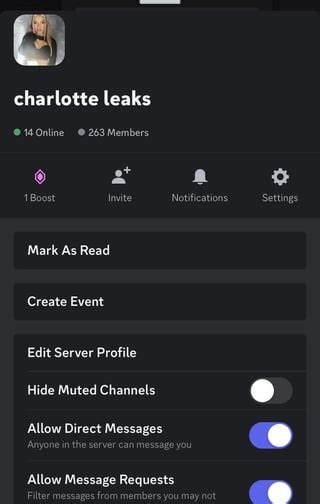 charlotte leaks
14 Online 263 Members
1 Boost Invite Notifications Settings
Mark As Read
Create Event
Edit Server Profile
Hide Muted Channels
Allow Direct Messages
Anyone in the server can message you
Allow Message Requests
Filter messages from members you may not